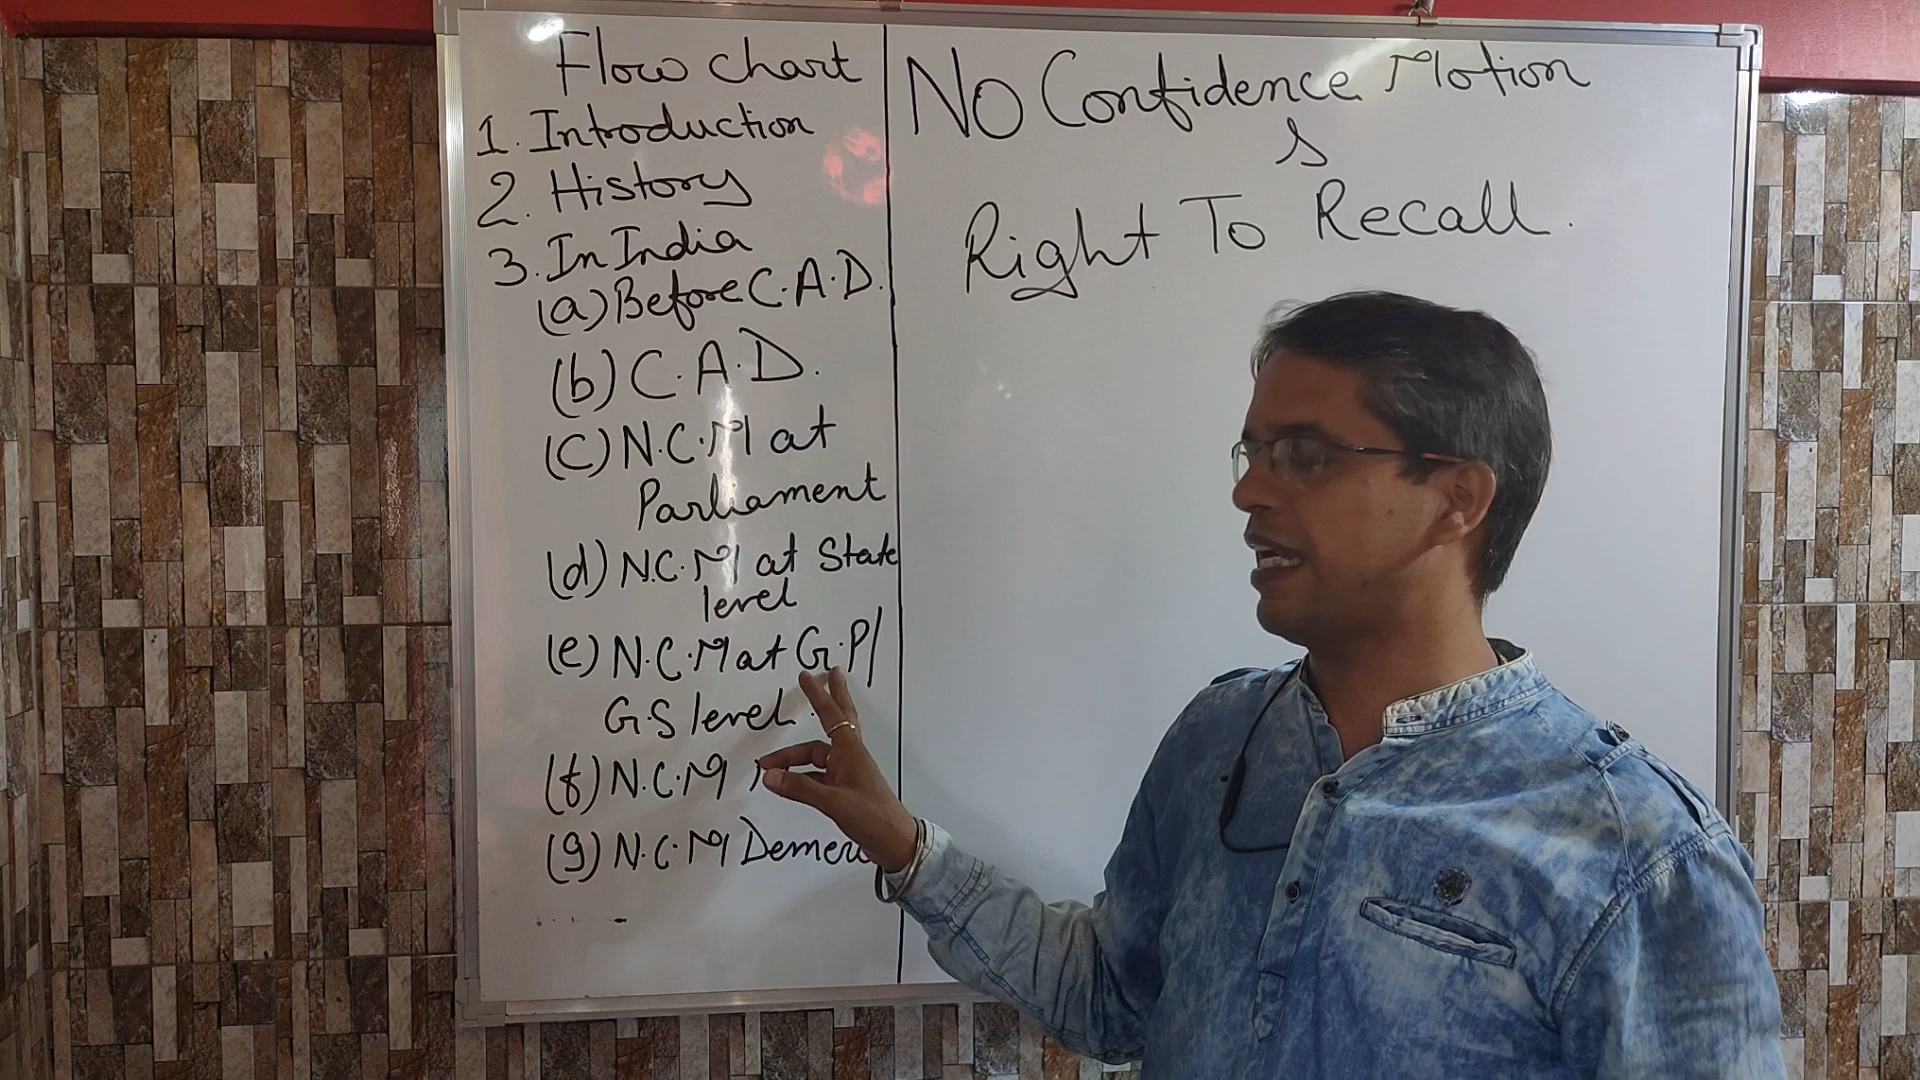 Flow chart
1. Introduction
2. History
3. In India
(a) Before C.A.D.
(b) C.A.D.
(c) N.C.M at
Parliament
(d) N.C.M at State
level
(e) N.C.M at G.P/
G.S level.
(f) N.C.M
(g) N.C.M
No Confidence Motion
&
Right To Recall.